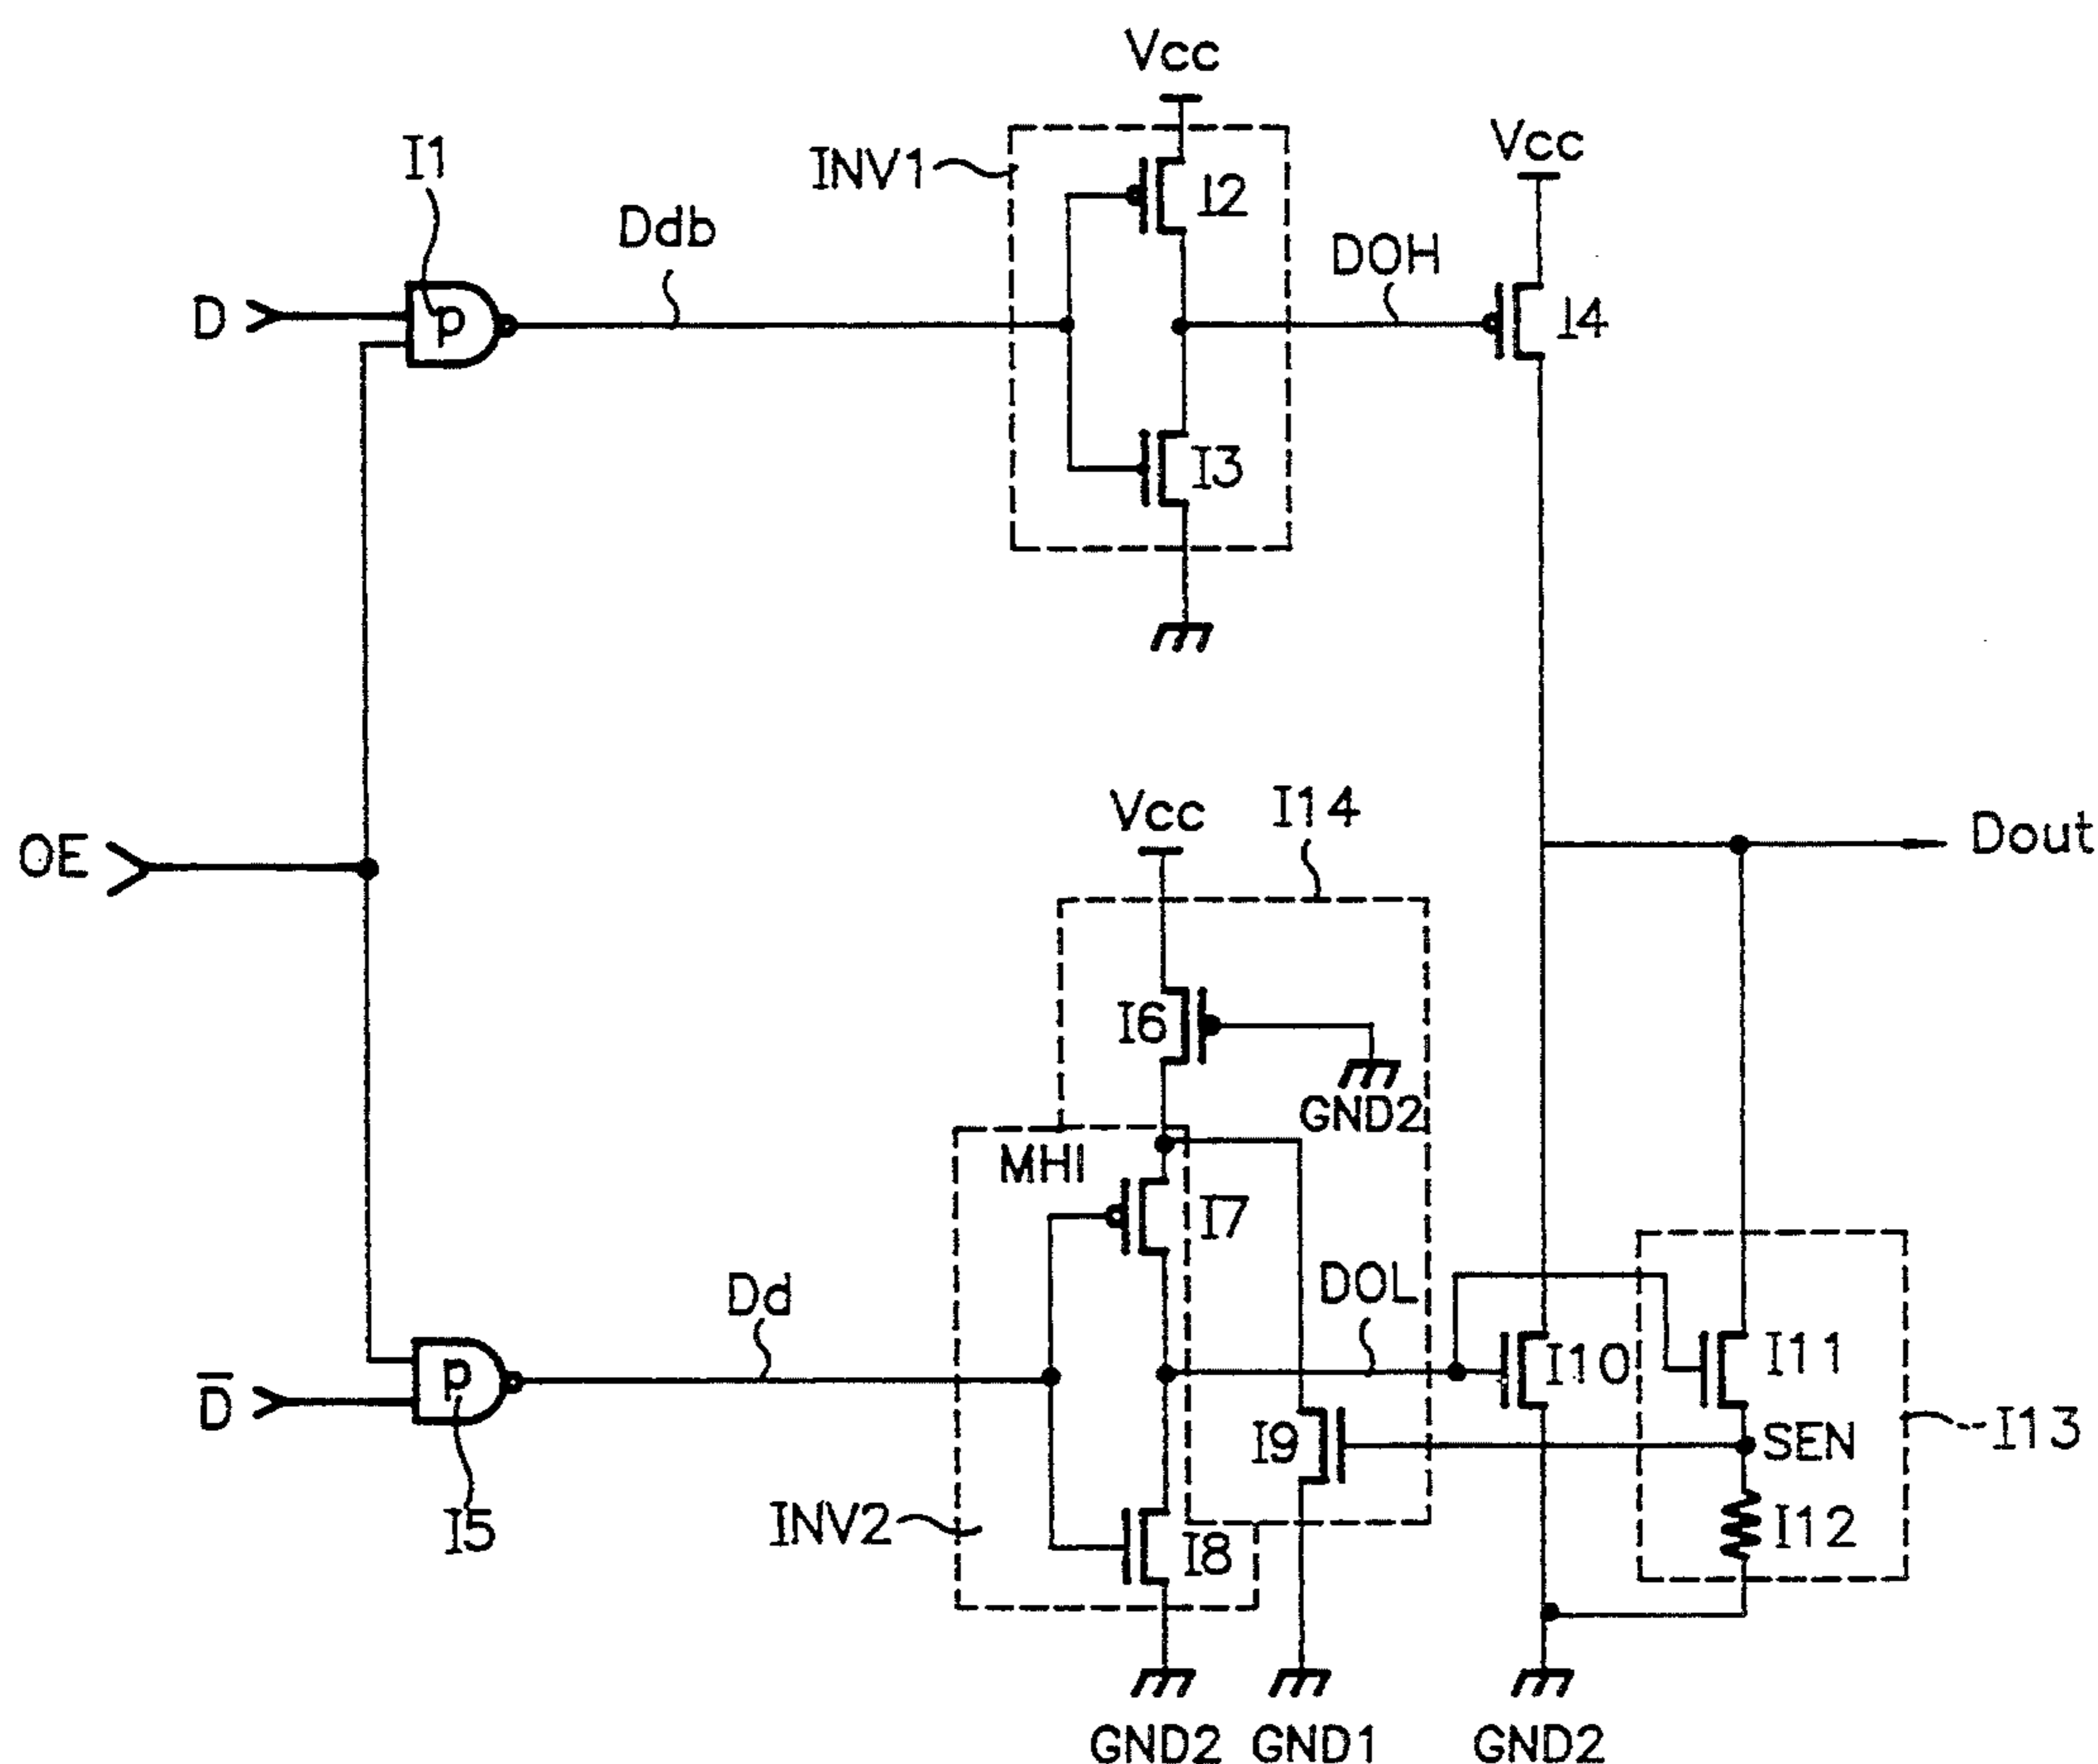 Vcc
Vcc
I1
INV1
I2
Ddb
DOH
D
p
I4
I3
Vcc
I14
OE
Dout
I6
GND2
MHI
I7
Dd
DOL
p
I10
I11
D̅
I9
SEN
I13
I5
INV2
I8
I12
GND2
GND1
GND2